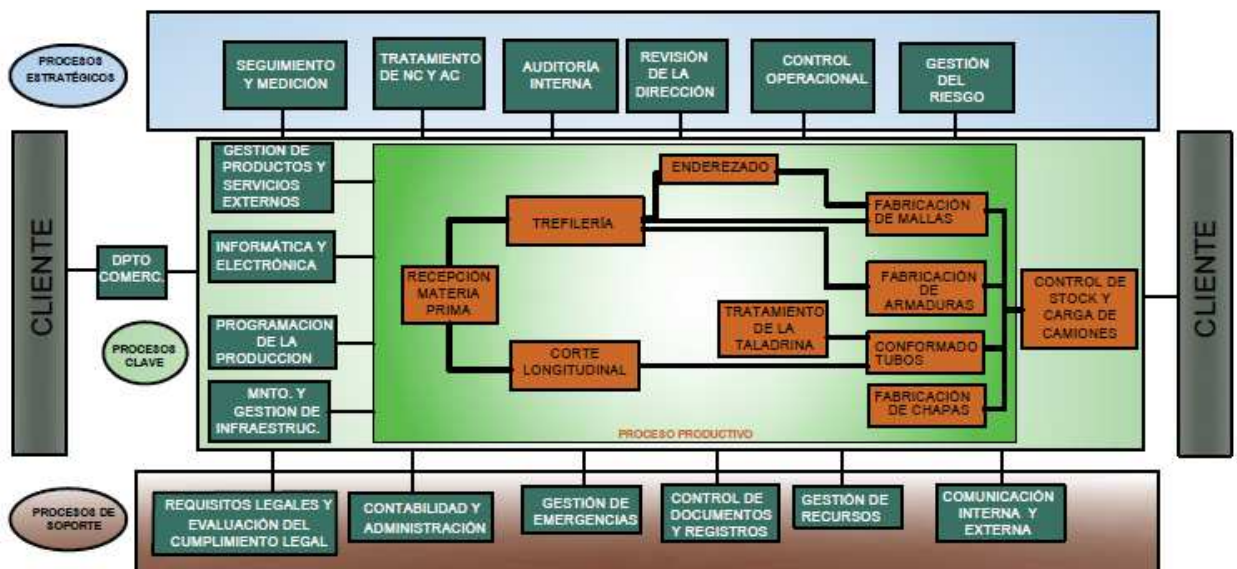 PROCESOS
ESTRATÉGICOS
SEGUIMIENTO
Y MEDICIÓN
TRATAMIENTO
DE NC Y AC
AUDITORÍA
INTERNA
REVISIÓN
DE LA
DIRECCIÓN
CONTROL
OPERACIONAL
GESTIÓN
DEL
RIESGO
CLIENTE
DPTO
COMERC.
PROCESOS
CLAVE
GESTION DE
PRODUCTOS Y
SERVICIOS
EXTERNOS
INFORMÁTICA Y
ELECTRÓNICA
PROGRAMACION
DE LA
PRODUCCION
MNTO. Y
GESTION DE
INFRAESTRUC.
RECEPCIÓN
MATERIA
PRIMA
TREFILERÍA
CORTE
LONGITUDINAL
ENDEREZADO
TRATAMIENTO
DE LA
TALADRINA
FABRICACIÓN
DE MALLAS
FABRICACIÓN
DE
ARMADURAS
CONFORMADO
TUBOS
FABRICACIÓN
DE CHAPAS
CONTROL DE
STOCK Y
CARGA DE
CAMIONES
PROCESO PRODUCTIVO
CLIENTE
PROCESOS DE
SOPORTE
REQUISITOS LEGALES Y
EVALUACIÓN DEL
CUMPLIMIENTO LEGAL
CONTABILIDAD Y
ADMINISTRACIÓN
GESTIÓN DE
EMERGENCIAS
CONTROL DE
DOCUMENTOS
Y REGISTROS
GESTIÓN DE
RECURSOS
COMUNICACIÓN
INTERNA Y
EXTERNA